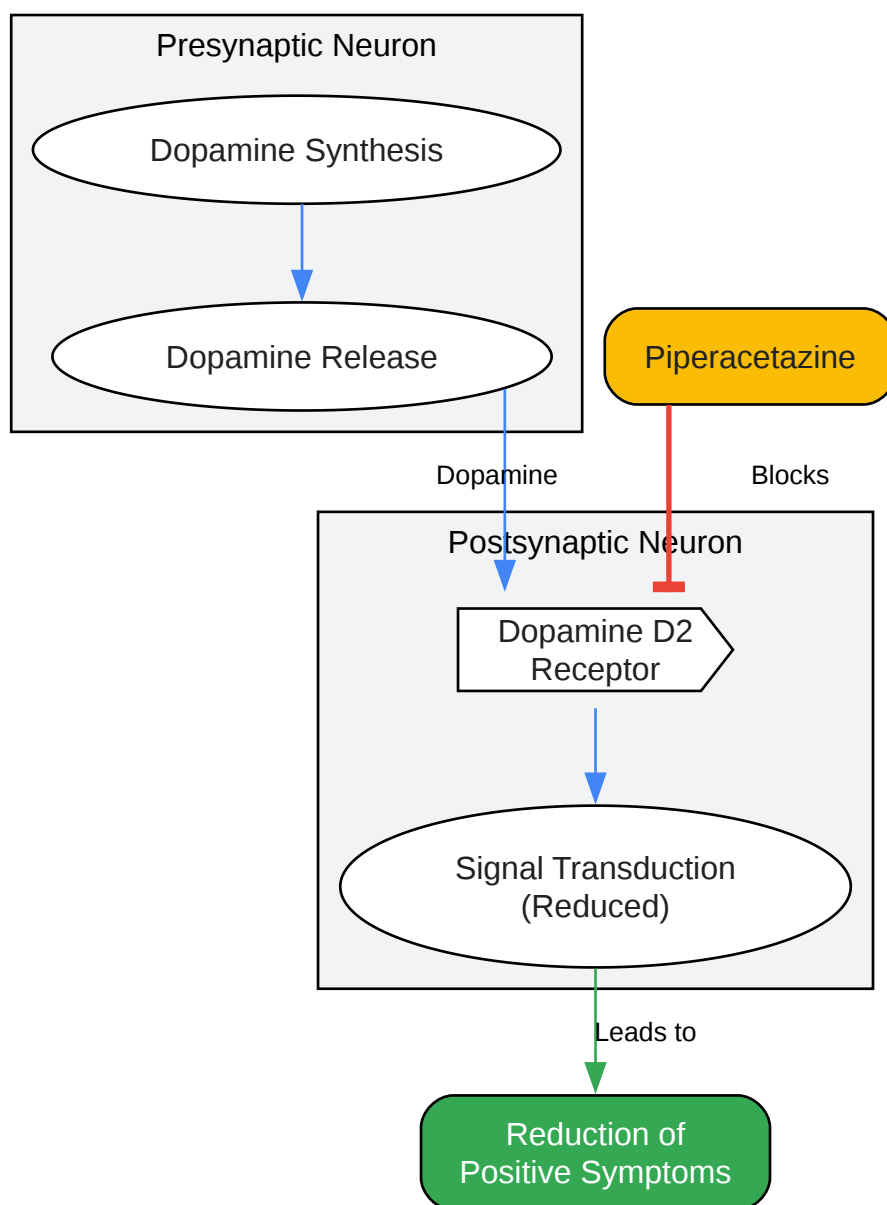 Presynaptic Neuron
Dopamine Synthesis
Dopamine Release
Piperacetazine
Dopamine
Blocks
Postsynaptic Neuron
Dopamine D2
Receptor
Signal Transduction
(Reduced)
Leads to
Reduction of
Positive Symptoms